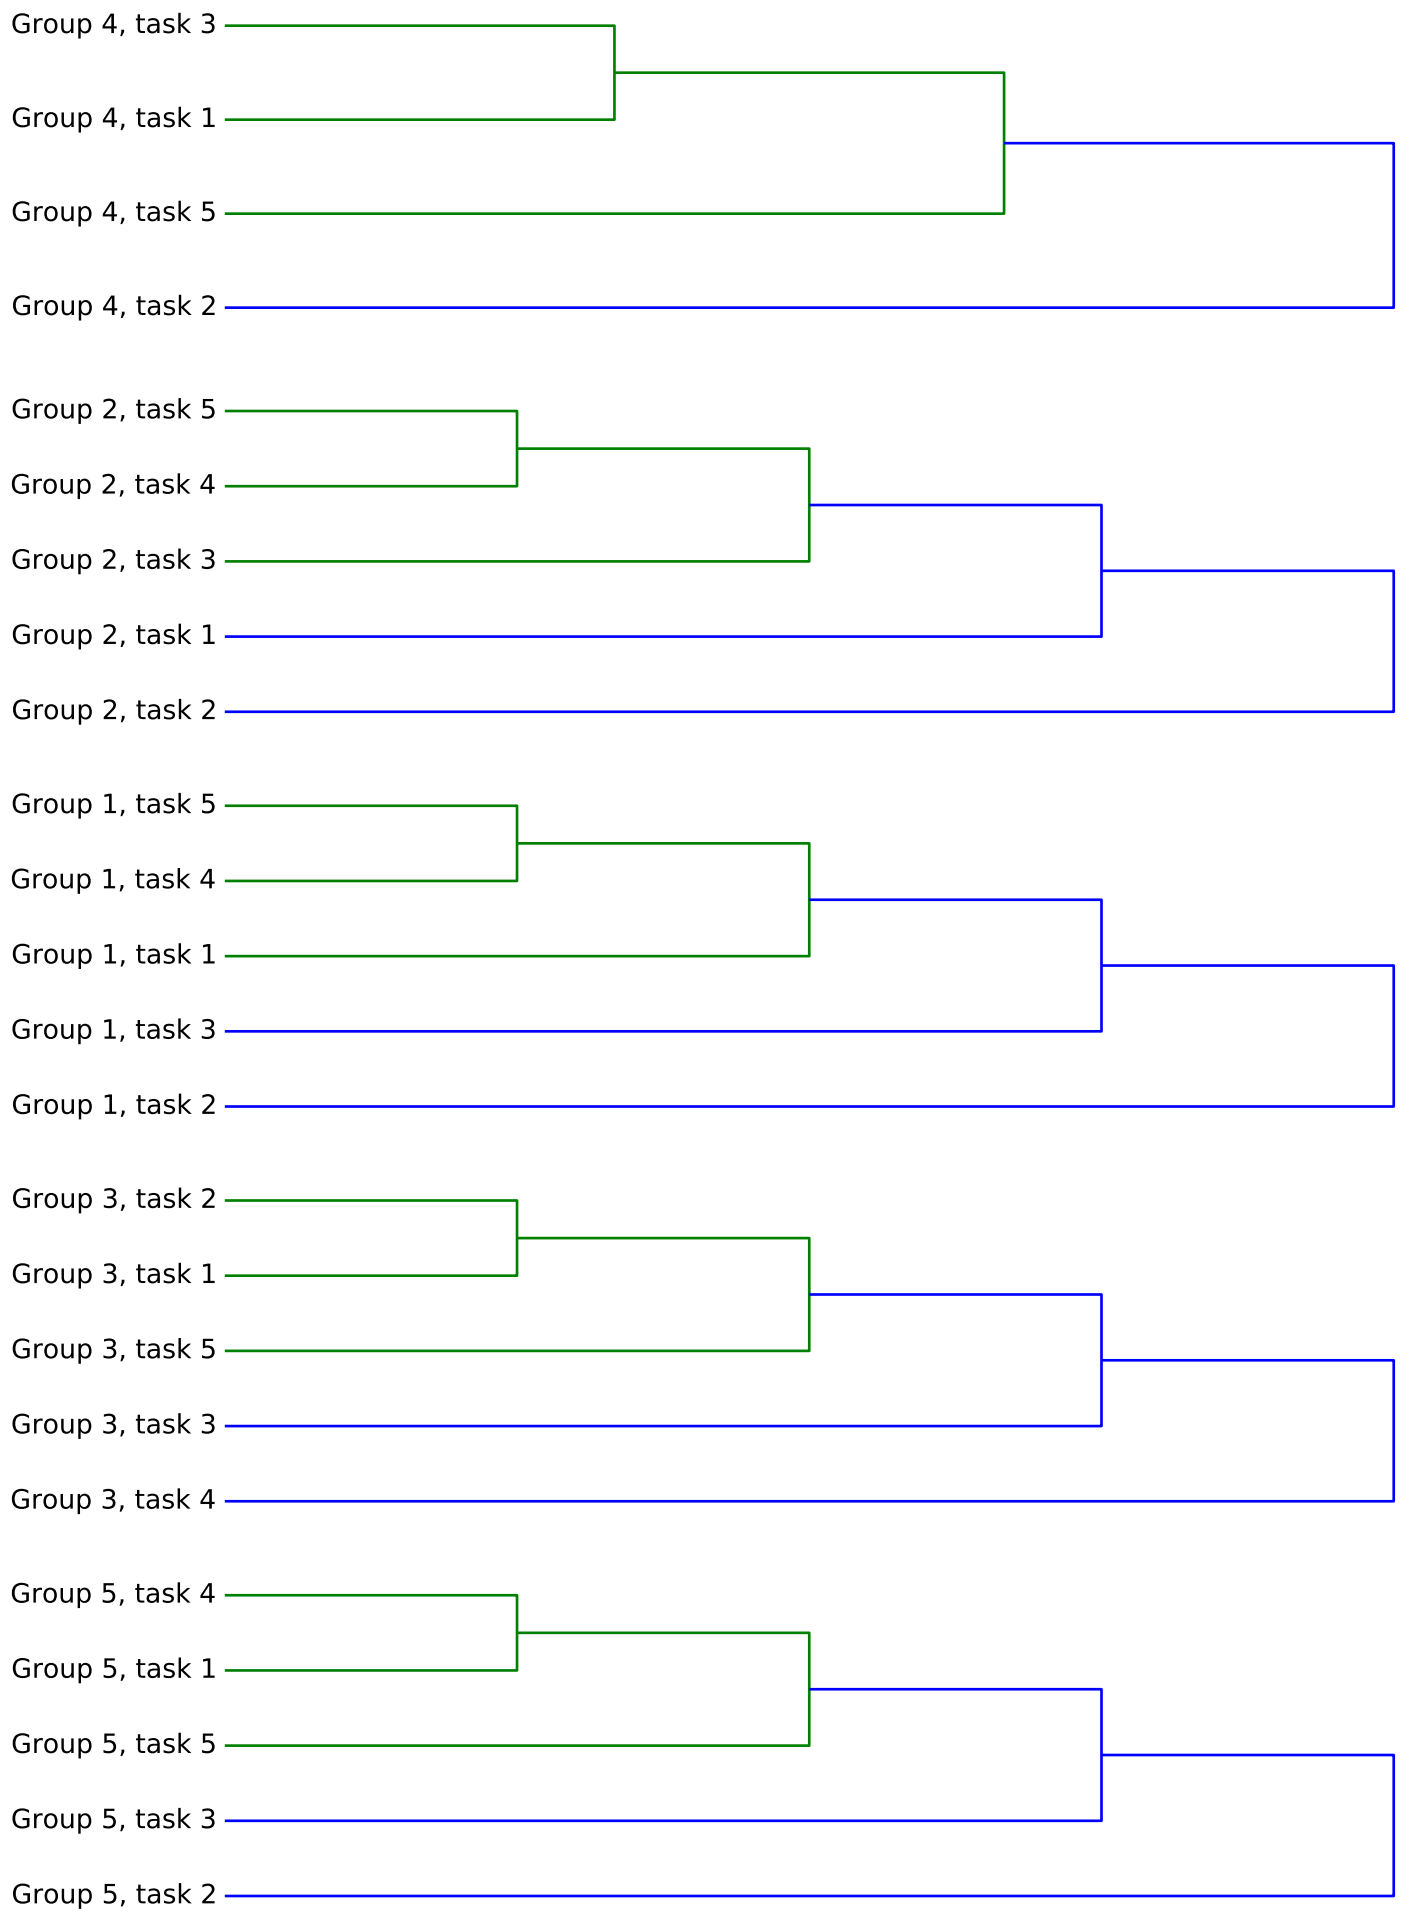 Group 4, task 3
Group 4, task 1
Group 4, task 5
Group 4, task 2
Group 2, task 5
Group 2, task 4
Group 2, task 3
Group 2, task 1
Group 2, task 2
Group 1, task 5
Group 1, task 4
Group 1, task 1
Group 1, task 3
Group 1, task 2
Group 3, task 2
Group 3, task 1
Group 3, task 5
Group 3, task 3
Group 3, task 4
Group 5, task 4
Group 5, task 1
Group 5, task 5
Group 5, task 3
Group 5, task 2